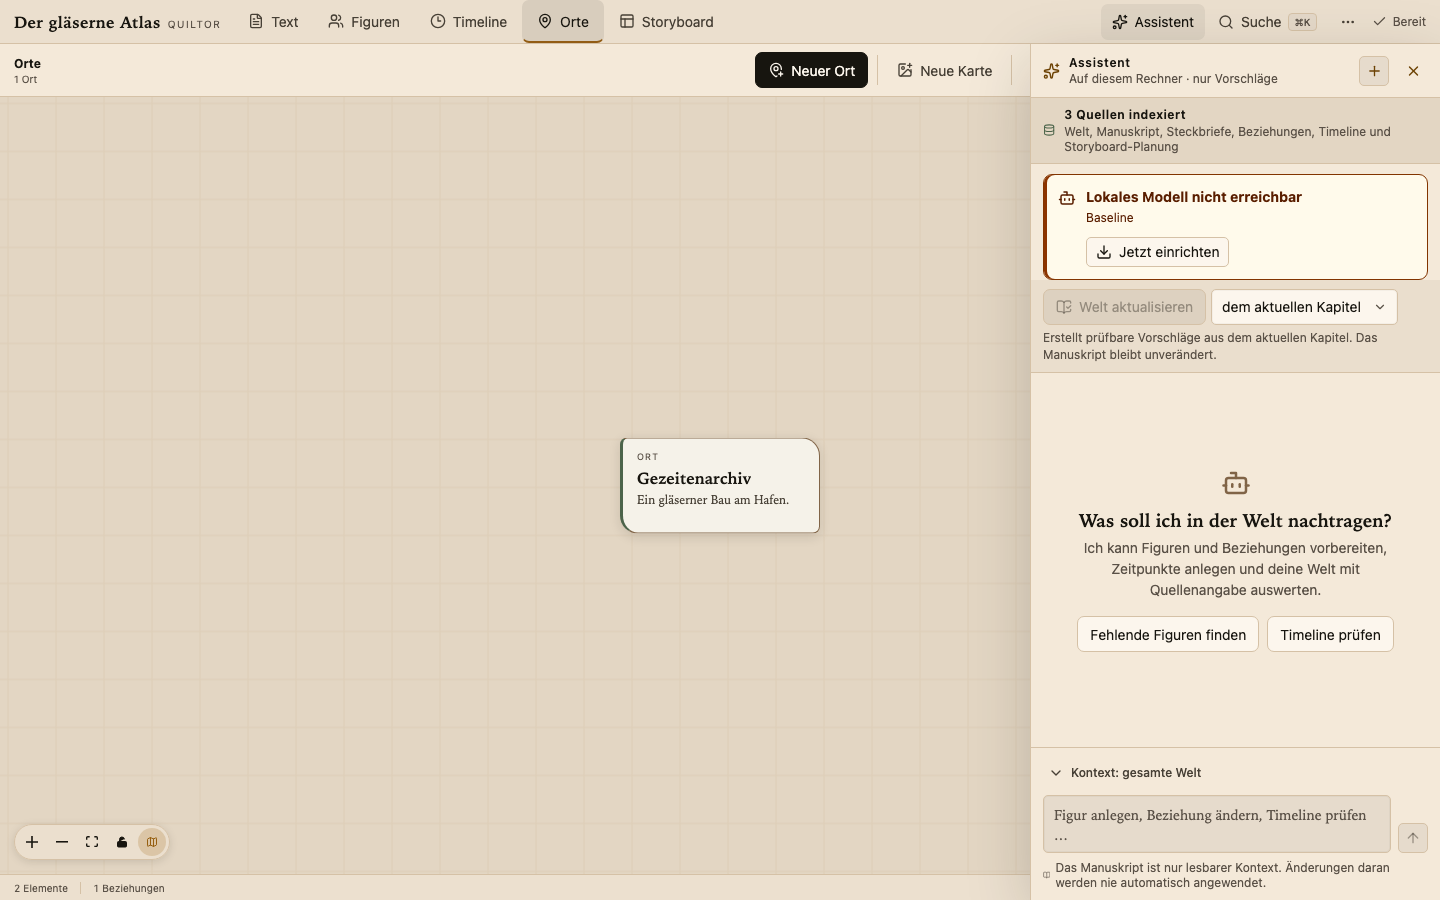 Der gläserne Atlas QUILTOR Text Figuren Timeline Orte Storyboard Assistent Suche ⌘K ··· Bereit
Orte
1 Ort
Neuer Ort Neue Karte
Assistent
Auf diesem Rechner · nur Vorschläge
3 Quellen indexiert
Welt, Manuskript, Steckbriefe, Beziehungen, Timeline und
Storyboard-Planung
Lokales Modell nicht erreichbar
Baseline
Jetzt einrichten
Welt aktualisieren dem aktuellen Kapitel
Erstellt prüfbare Vorschläge aus dem aktuellen Kapitel. Das
Manuskript bleibt unverändert.
ORT
Gezeitenarchiv
Ein gläserner Bau am Hafen.
Was soll ich in der Welt nachtragen?
Ich kann Figuren und Beziehungen vorbereiten,
Zeitpunkte anlegen und deine Welt mit
Quellenangabe auswerten.
Fehlende Figuren finden Timeline prüfen
Kontext: gesamte Welt
Figur anlegen, Beziehung ändern, Timeline prüfen
…
Das Manuskript ist nur lesbarer Kontext. Änderungen daran
werden nie automatisch angewendet.
2 Elemente 1 Beziehungen